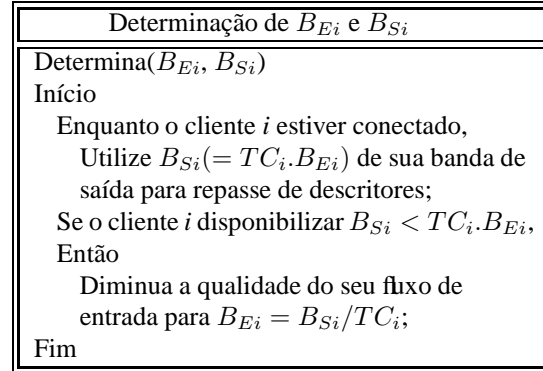 Determinação de B_{Ei} e B_{Si}
Determina(B_{Ei}, B_{Si})
Início
Enquanto o cliente i estiver conectado,
Utilize B_{Si}(= TC_i.B_{Ei}) de sua banda de
saída para repasse de descritores;
Se o cliente i disponibilizar B_{Si} < TC_i.B_{Ei},
Então
Diminua a qualidade do seu fluxo de
entrada para B_{Ei} = B_{Si}/TC_i;
Fim